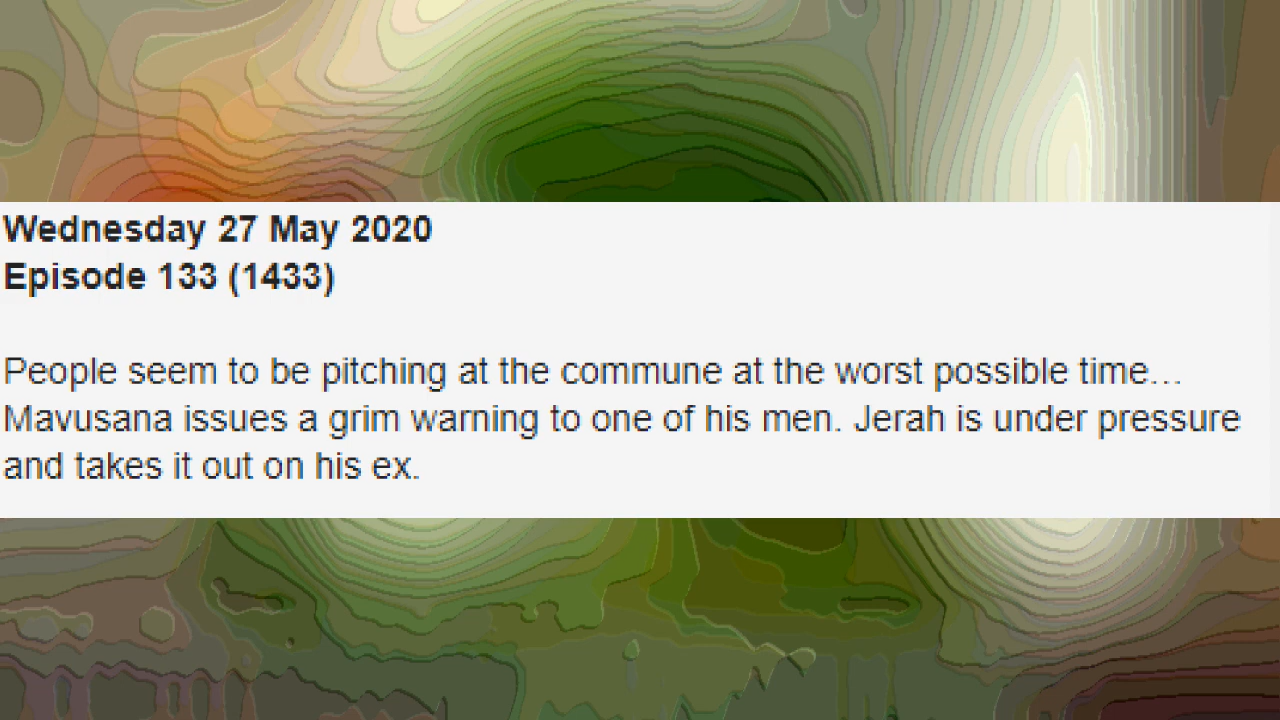 Wednesday 27 May 2020
Episode 133 (1433)
People seem to be pitching at the commune at the worst possible time…
Mavusana issues a grim warning to one of his men. Jerah is under pressure
and takes it out on his ex.